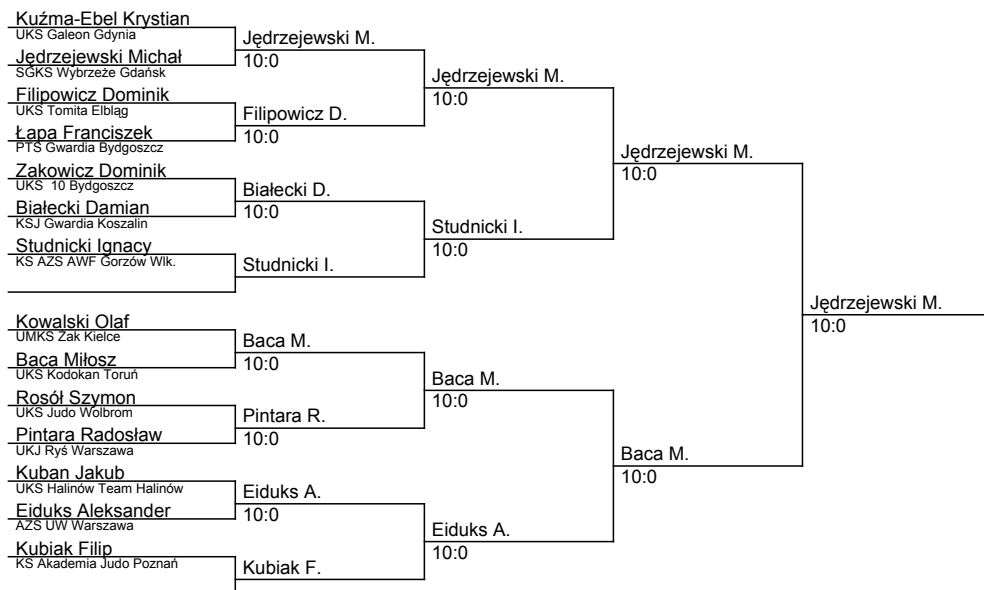 Kuźma-Ebel Krystian
UKS Galeon Gdynia
Jędrzejewski Michał
SGKS Wybrzeże Gdańsk
Filipowicz Dominik
UKS Tomita Elbląg
Łapa Franciszek
PTS Gwardia Bydgoszcz
Zakowicz Dominik
UKS 10 Bydgoszcz
Białecki Damian
KSJ Gwardia Koszalin
Studnicki Ignacy
KS AZS AWF Gorzów Wlk.
Kowalski Olaf
UMKS Żak Kielce
Baca Miłosz
UKS Kodokan Toruń
Rosół Szymon
UKS Judo Wolbrom
Pintara Radosław
UKJ Ryś Warszawa
Kuban Jakub
UKS Halinów Team Halinów
Eiduks Aleksander
AZS UW Warszawa
Kubiak Filip
KS Akademia Judo Poznań
Jędrzejewski M.
10:0
Filipowicz D.
10:0
Białecki D.
10:0
Studnicki I.
Baca M.
10:0
Pintara R.
10:0
Eiduks A.
10:0
Kubiak F.
Jędrzejewski M.
10:0
Studnicki I.
10:0
Baca M.
10:0
Eiduks A.
10:0
Jędrzejewski M.
10:0
Baca M.
10:0
Jędrzejewski M.
10:0